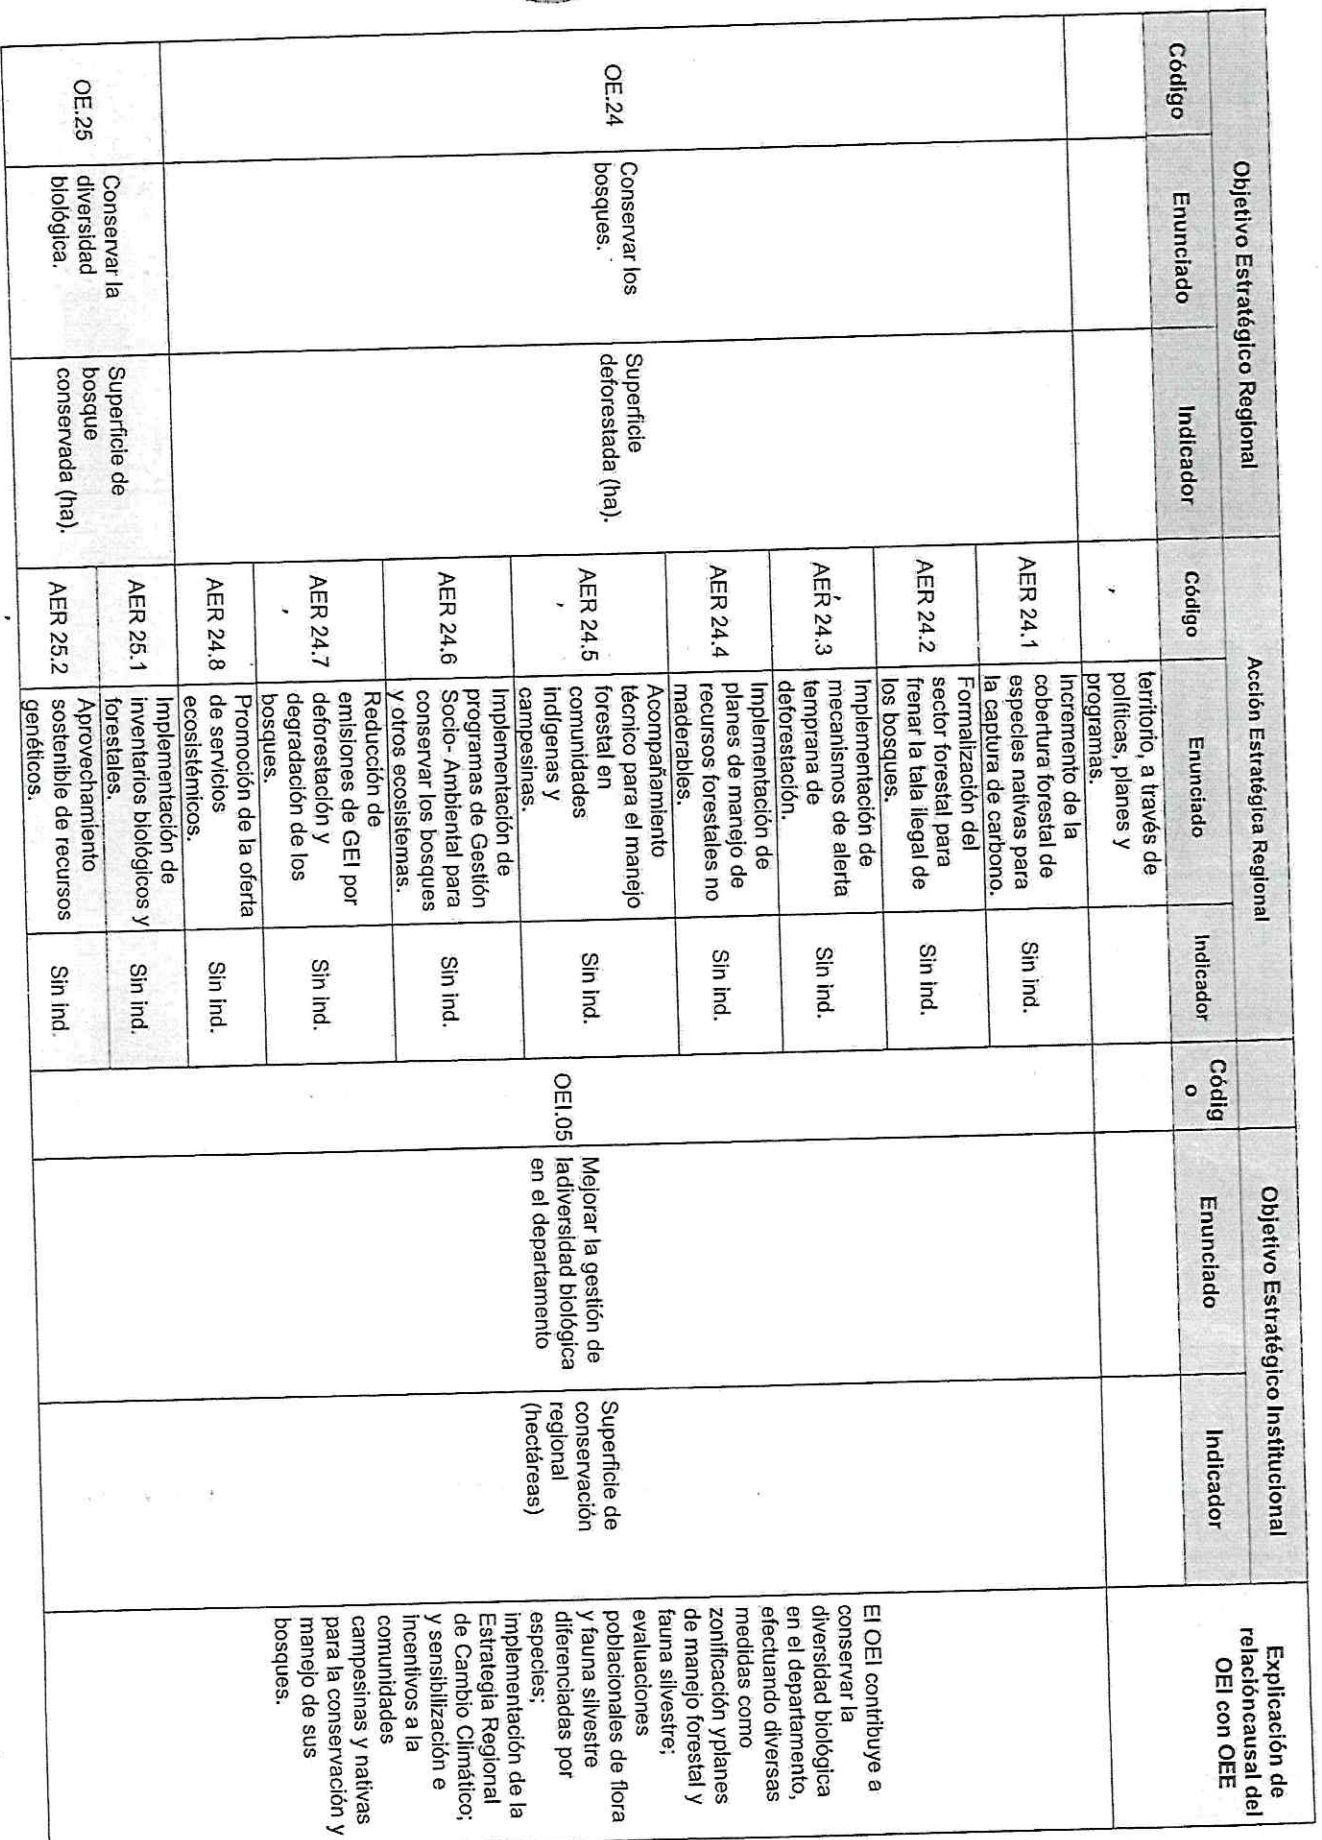 Objetivo Estratégico Regional
Acción Estratégica Regional
Objetivo Estratégico Institucional
Explicación de
relacióncausal del
OEI con OEE
Código
Enunciado
Indicador
Código
Enunciado
Indicador
Códig
o
Enunciado
Indicador
territorio, a través de
políticas, planes y
programas.
OE.24
Conservar los
bosques.
Superficie
deforestada (ha).
AER 24.1
Incremento de la
cobertura forestal de
especies nativas para
la captura de carbono.
Sin ind.
AER 24.2
Formalización del
sector forestal para
frenar la tala ilegal de
los bosques.
Sin ind.
AER 24.3
Implementación de
mecanismos de alerta
temprana de
deforestación.
Sin ind.
AER 24.4
Implementación de
planes de manejo de
recursos forestales no
maderables.
Sin ind.
AER 24.5
Acompañamiento
técnico para el manejo
forestal en
comunidades
indígenas y
campesinas.
Sin ind.
AER 24.6
Implementación de
programas de Gestión
Socio- Ambiental para
conservar los bosques
y otros ecosistemas.
Sin ind.
AER 24.7
Reducción de
emisiones de GEI por
deforestación y
degradación de los
bosques.
Sin ind.
AER 24.8
Promoción de la oferta
de servicios
ecosistémicos.
Sin ind.
OE.25
Conservar la
diversidad
biológica.
Superficie de
bosque
conservada (ha).
AER 25.1
Implementación de
inventarios biológicos y
forestales.
Sin ind.
AER 25.2
Aprovechamiento
sostenible de recursos
genéticos.
Sin ind.
OEI.05
Mejorar la gestión de
ladiversidad biológica
en el departamento
Superficie de
conservación
regional
(hectáreas)
El OEI contribuye a
conservar la
diversidad biológica
en el departamento,
efectuando diversas
medidas como
zonificación yplanes
de manejo forestal y
fauna silvestre;
evaluaciones
poblacionales de flora
y fauna silvestre
diferenciadas por
especies;
implementación de la
Estrategia Regional
de Cambio Climático;
y sensibilización e
incentivos a la
comunidades
campesinas y nativas
para la conservación y
manejo de sus
bosques.